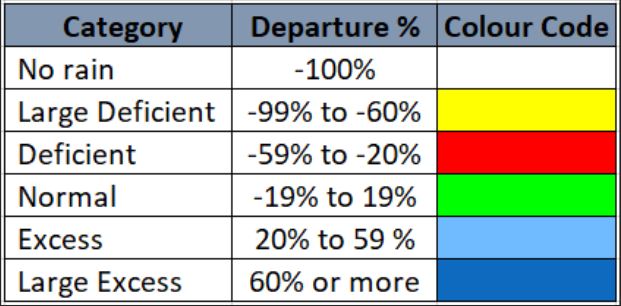 Category Departure % Colour Code
No rain -100%
Large Deficient -99% to -60%
Deficient -59% to -20%
Normal -19% to 19%
Excess 20% to 59 %
Large Excess 60% or more